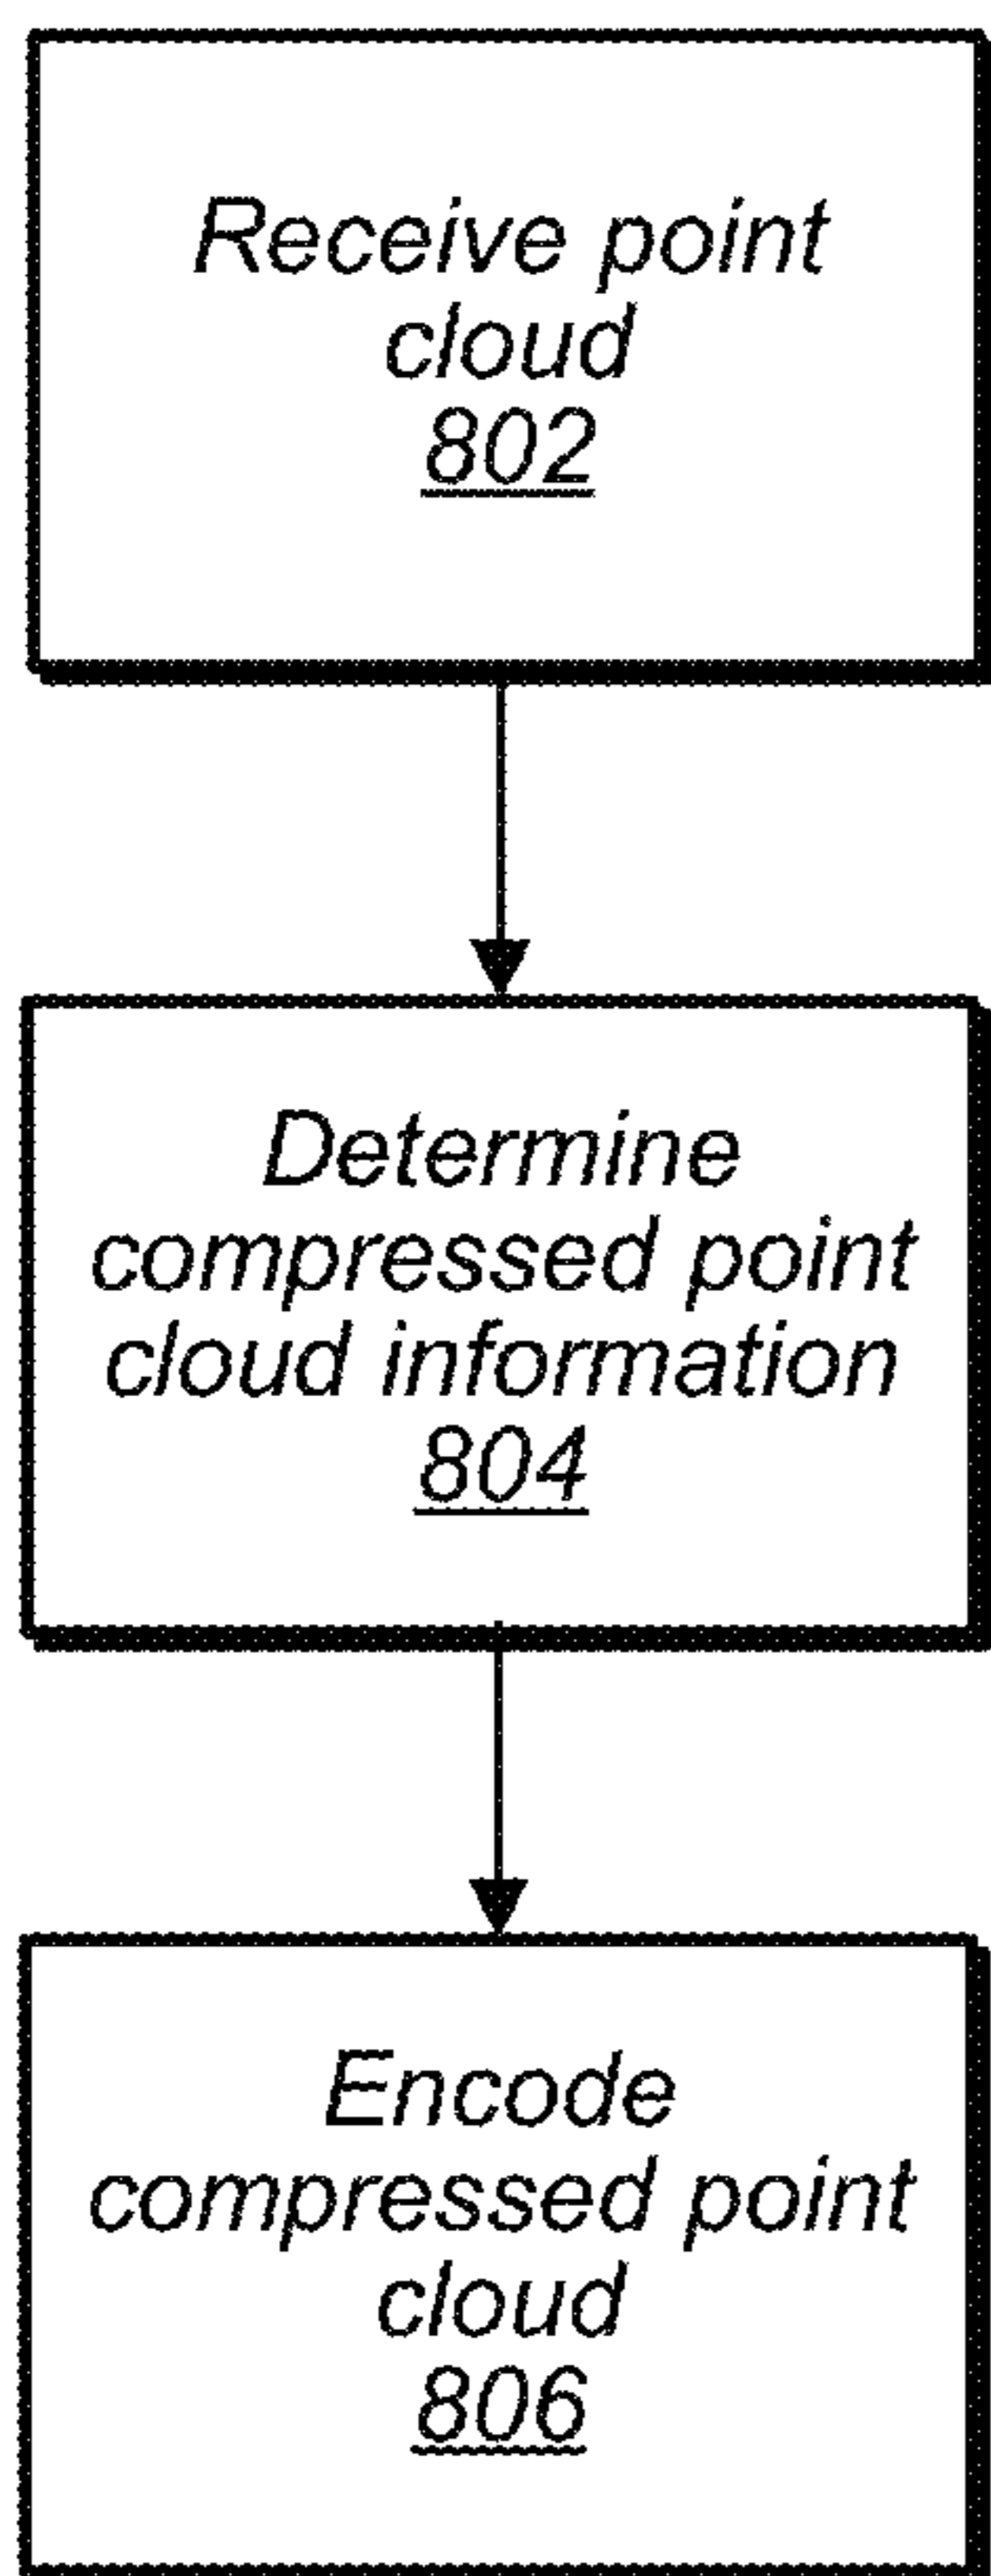 Receive point
cloud
802
Determine
compressed point
cloud information
804
Encode
compressed point
cloud
806